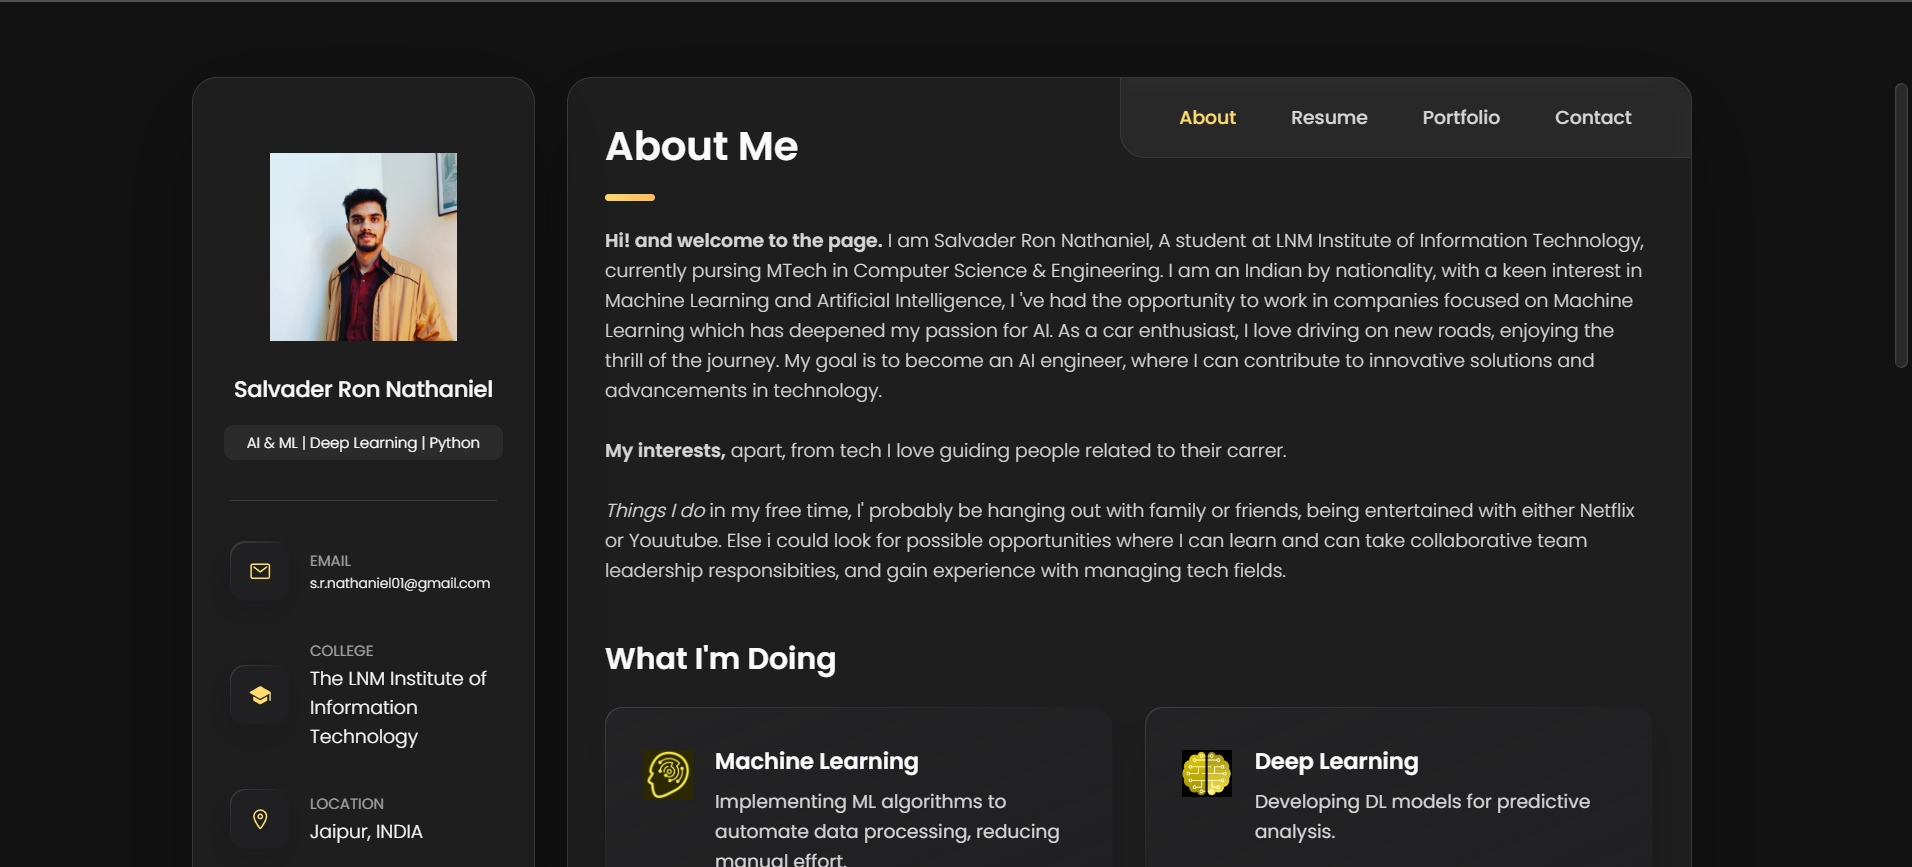 About
Resume
Portfolio
Contact
Salvader Ron Nathaniel
AI & ML | Deep Learning | Python
EMAIL
s.r.nathaniel01@gmail.com
COLLEGE
The LNM Institute of
Information
Technology
LOCATION
Jaipur, INDIA
About Me
Hi! and welcome to the page. I am Salvader Ron Nathaniel, A student at LNM Institute of Information Technology,
currently pursing MTech in Computer Science & Engineering. I am an Indian by nationality, with a keen interest in
Machine Learning and Artificial Intelligence, I 've had the opportunity to work in companies focused on Machine
Learning which has deepened my passion for AI. As a car enthusiast, I love driving on new roads, enjoying the
thrill of the journey. My goal is to become an AI engineer, where I can contribute to innovative solutions and
advancements in technology.
My interests, apart, from tech I love guiding people related to their carrer.
Things I do in my free time, I' probably be hanging out with family or friends, being entertained with either Netflix
or Youutube. Else i could look for possible opportunities where I can learn and can take collaborative team
leadership responsibities, and gain experience with managing tech fields.
What I'm Doing
Machine Learning
Implementing ML algorithms to
automate data processing, reducing
manual effort.
Deep Learning
Developing DL models for predictive
analysis.